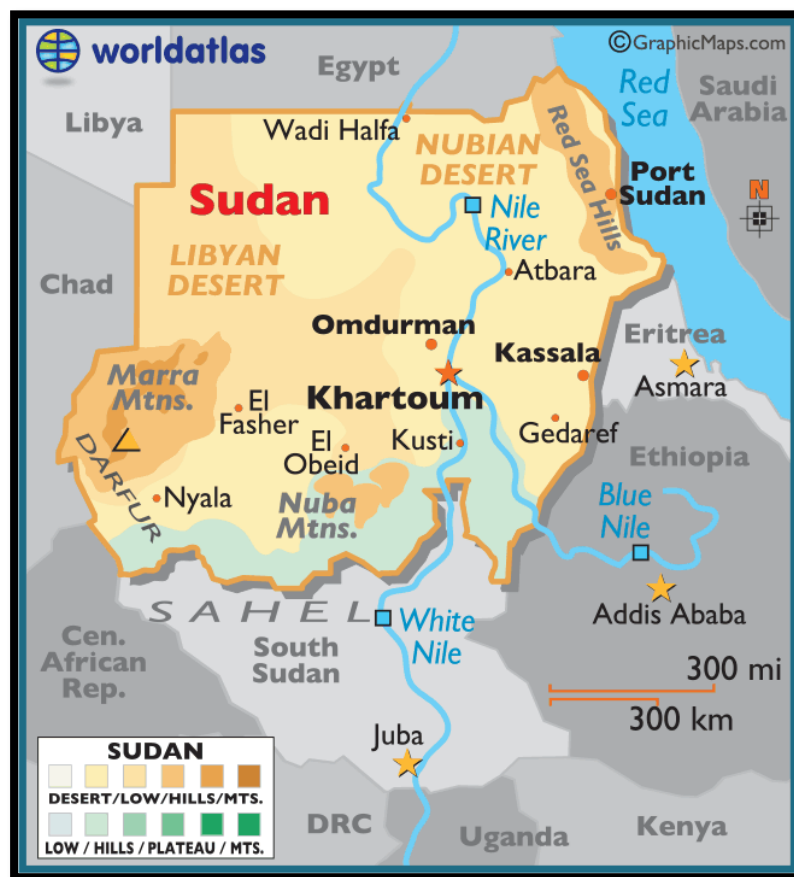 worldatlas
©GraphicMaps.com
Egypt
Libya
Red
Sea
Saudi
Arabia
Wadi Halfa
NUBIAN
DESERT
Red Sea Hills
Port
Sudan
N
Sudan
Nile
River
LIBYAN
DESERT
Atbara
Chad
Omdurman
Kassala
Eritrea
Asmara
Marra
Mtns.
Khartoum
El
Fasher
El
Obeid
Kusti
Gedaref
Ethiopia
DARFUR
Nyala
Nuba
Mtns.
Blue
Nile
Addis Ababa
SAHEL
White
Nile
Cen.
African
Rep.
South
Sudan
300 mi
300 km
Juba
SUDAN
DESERT/LOW/HILLS/MTS.
LOW / HILLS / PLATEAU / MTS.
DRC
Uganda
Kenya